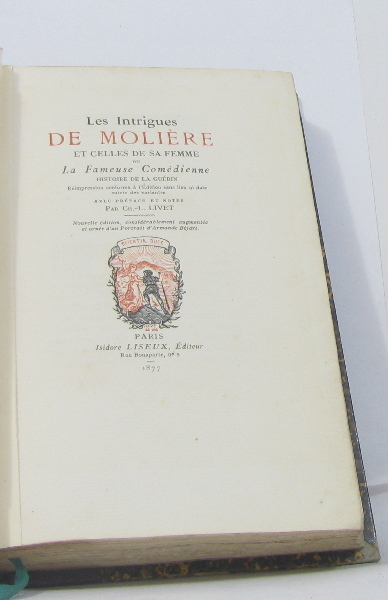 Les Intrigues
DE MOLIÈRE
ET CELLES DE SA FEMME
OU
La Fameuse Comédienne
HISTOIRE DE LA GUÉRIN
Réimpression conforme à l'Édition sans lieu ni date
suivie des variantes
AVEC PRÉFACE ET NOTES
PAR CH.-L. LIVET
Nouvelle édition, considérablement augmentée
et ornée d'un Portrait d'Armande Béjart.
SCIENTIA DUCE
PARIS
Isidore LISEUX, Éditeur
Rue Bonaparte, nº 2
1877